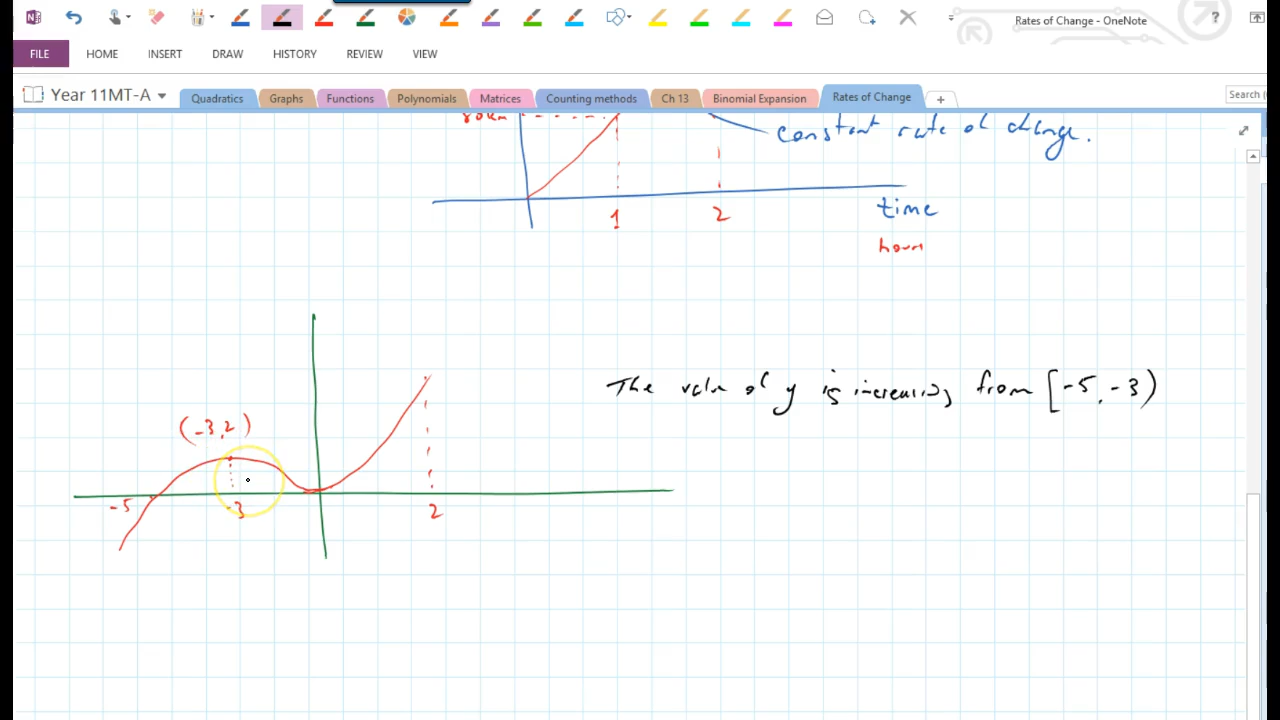 Rates of Change - OneNote
?
FILE HOME INSERT DRAW HISTORY REVIEW VIEW
Year 11MT-A
Quadratics Graphs Functions Polynomials Matrices Counting methods Ch 13 Binomial Expansion Rates of Change +
Search (
constant rate of change.
1 2 time
hours
The value of y is increasing from [-5, -3)
(-3, 2)
-5 -3 2